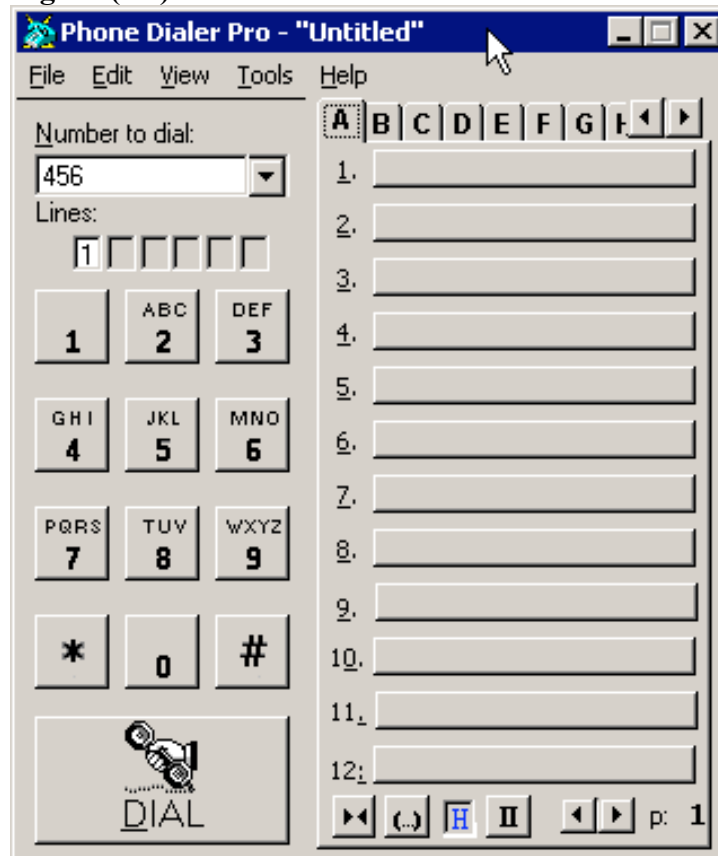 Phone Dialer Pro - "Untitled"
File Edit View Tools Help
Number to dial:
456
Lines:
1
1
ABC 2
DEF 3
GHI 4
JKL 5
MNO 6
PQRS 7
TUV 8
WXYZ 9
*
0
#
DIAL
A B C D E F G
1.
2.
3.
4.
5.
6.
7.
8.
9.
10.
11.
12:
(..) H II p: 1